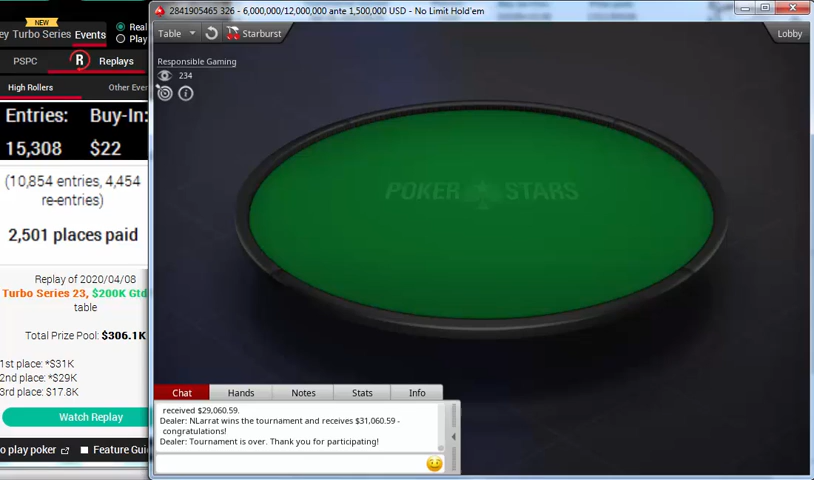 2841905465 326 - 6,000,000/12,000,000 ante 1,500,000 USD - No Limit Hold'em
NEW
ey Turbo Series Events
Real
Play
Table
Starburst
Lobby
PSPC
R Replays
Responsible Gaming
234
High Rollers Other Eve
Entries: Buy-In:
15,308 $22
(10,854 entries, 4,454
re-entries)
2,501 places paid
POKER STARS
Replay of 2020/04/08
Turbo Series 23, $200K Gtd
table
Total Prize Pool: $306.1K
1st place: *$31K
2nd place: *$29K
3rd place: $17.8K
Watch Replay
o play poker
Feature Gui
Chat Hands Notes Stats Info
received $29,060.59.
Dealer: NLarrat wins the tournament and receives $31,060.59 -
congratulations!
Dealer: Tournament is over. Thank you for participating!